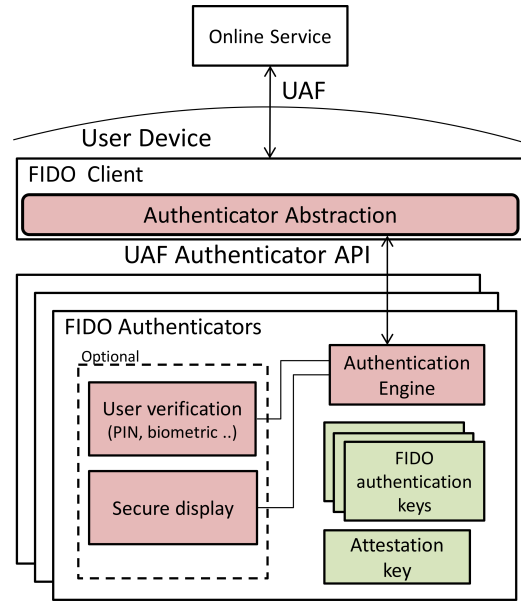 Online Service
UAF
User Device
FIDO Client
Authenticator Abstraction
UAF Authenticator API
FIDO Authenticators
Optional
User verification
(PIN, biometric ..)
Secure display
Authentication
Engine
FIDO
authentication
keys
Attestation
key